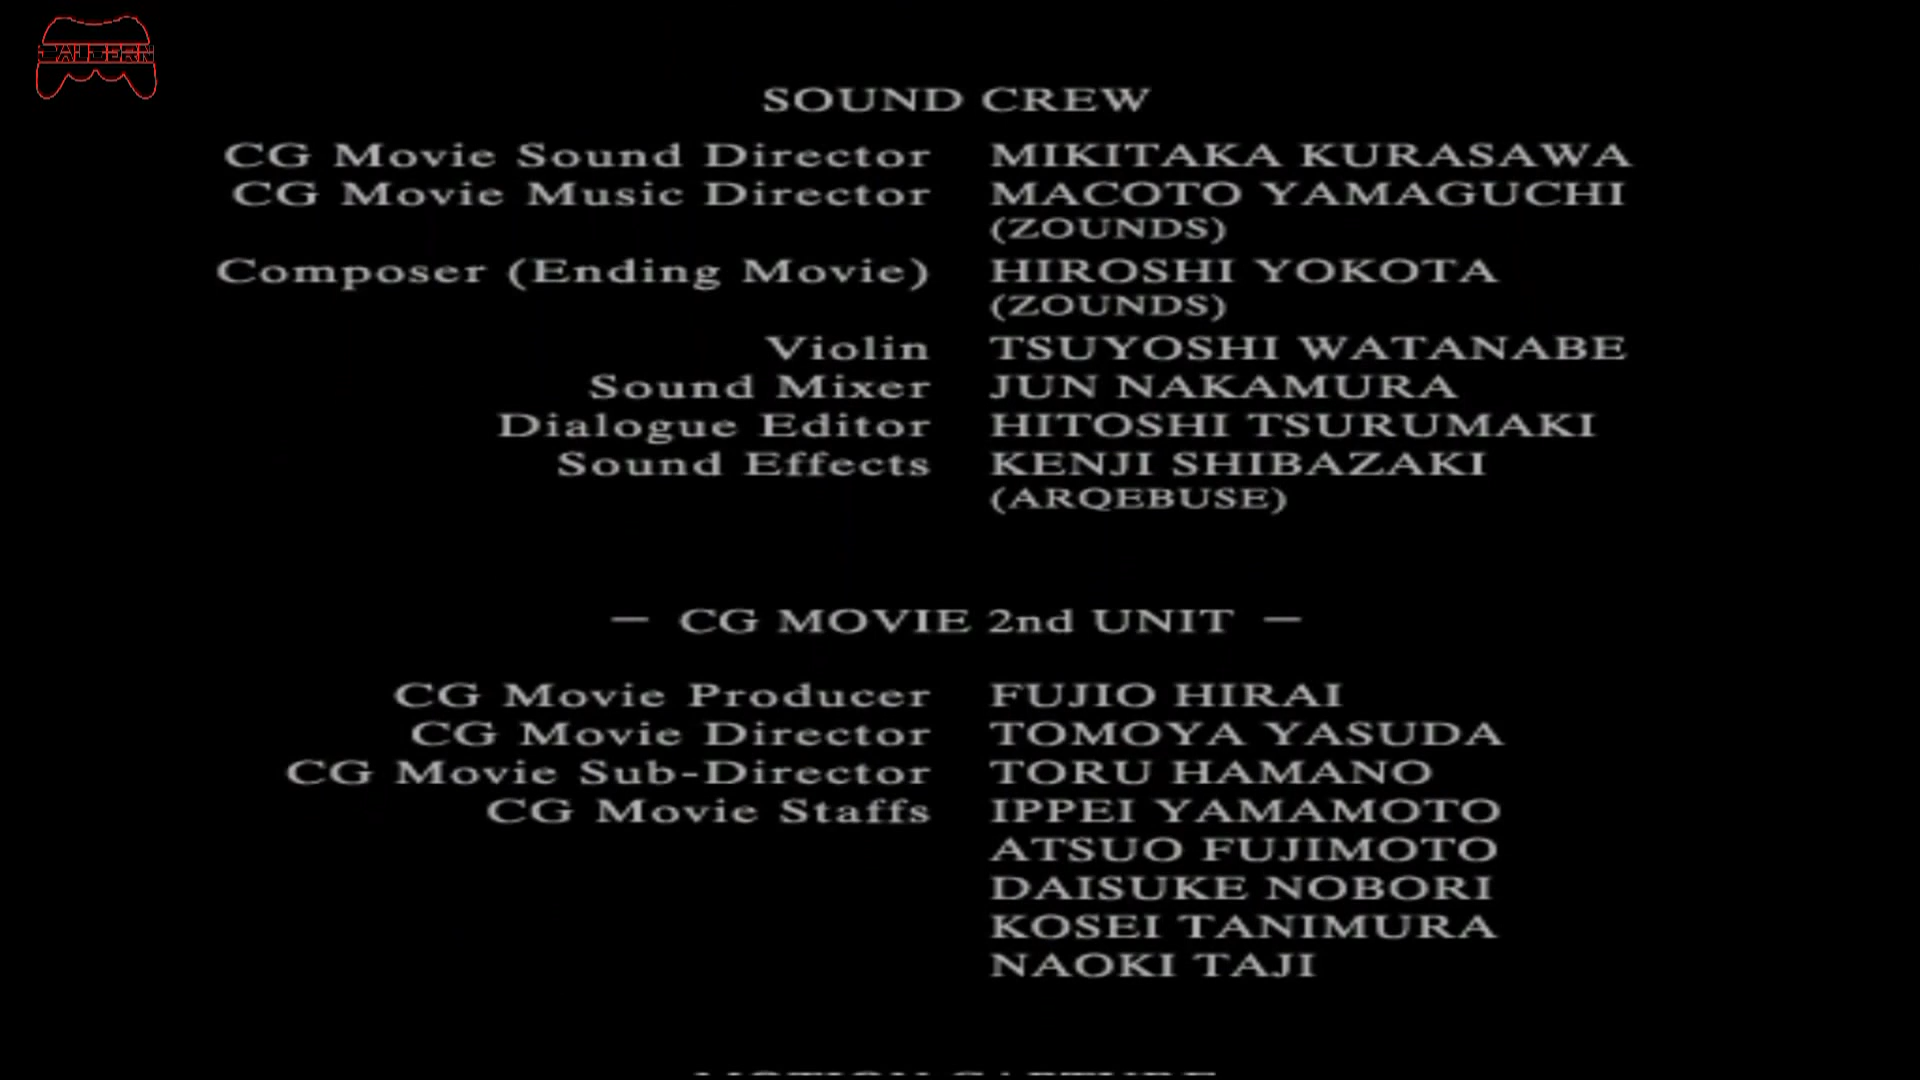 SOUND CREW
CG Movie Sound Director MIKITAKA KURASAWA
CG Movie Music Director MACOTO YAMAGUCHI
(ZOUNDS)
Composer (Ending Movie) HIROSHI YOKOTA
(ZOUNDS)
Violin TSUYOSHI WATANABE
Sound Mixer JUN NAKAMURA
Dialogue Editor HITOSHI TSURUMAKI
Sound Effects KENJI SHIBAZAKI
(ARQEBUSE)
— CG MOVIE 2nd UNIT —
CG Movie Producer FUJIO HIRAI
CG Movie Director TOMOYA YASUDA
CG Movie Sub-Director TORU HAMANO
CG Movie Staffs IPPEI YAMAMOTO
ATSUO FUJIMOTO
DAISUKE NOBORI
KOSEI TANIMURA
NAOKI TAJI